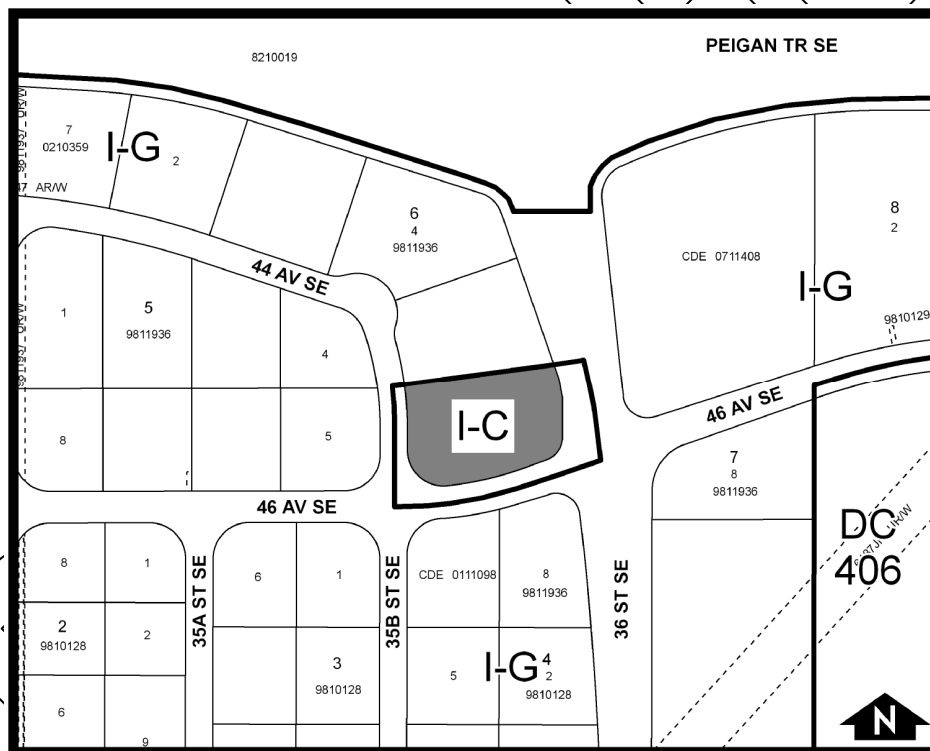 PEIGAN TR SE
8210019
7
0210359
I-G
2
AR/W
6
4
9811936
8
2
CDE 0711408
I-G
9810129
44 AV SE
1
5
9811936
4
I-C
46 AV SE
8
5
7
8
9811936
46 AV SE
DC
406
8
1
6
1
CDE 0111098
8
9811936
35A ST SE
35B ST SE
36 ST SE
2
9810128
2
3
9810128
5
I-G
4
2
9810128
6
9
N